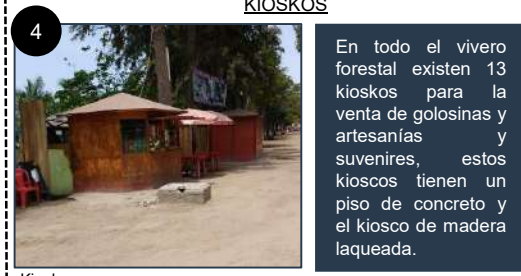 KIOSKOS
4
En todo el vivero
forestal existen 13
kioskos para la
venta de golosinas y
artesanías y
suvenires, estos
kioscos tienen un
piso de concreto y
el kiosco de madera
laqueada.